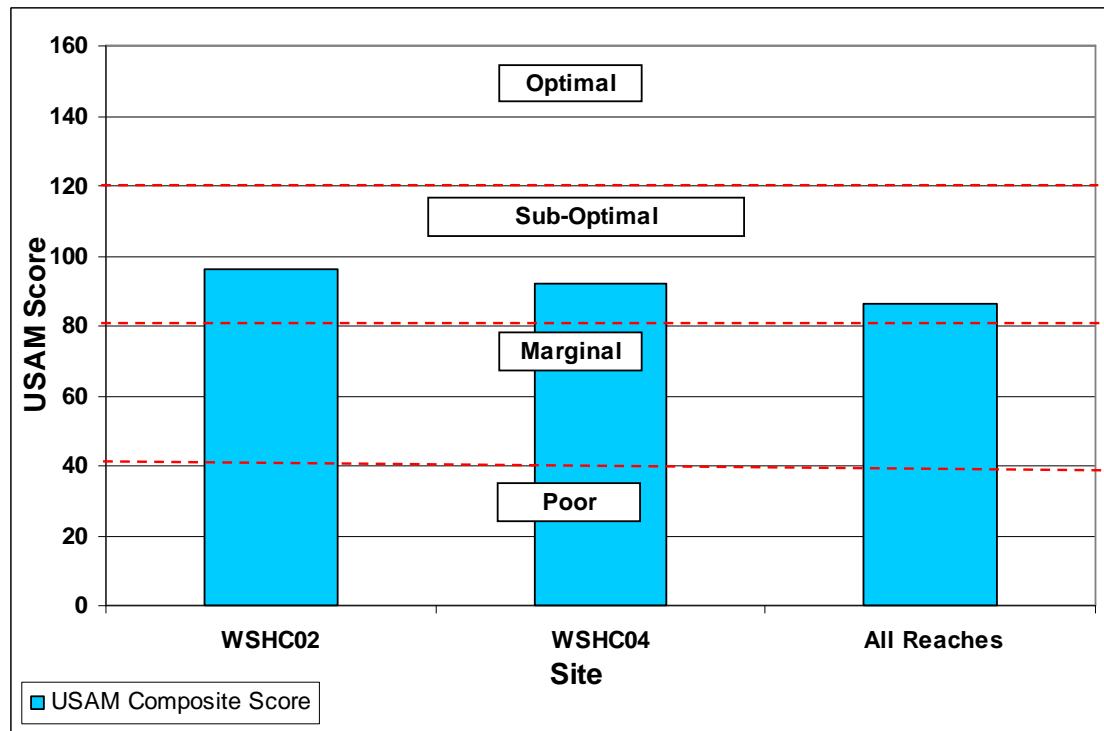 160
Optimal
140
120
Sub-Optimal
100
80
Marginal
60
40
Poor
20
0
USAM Score
WSHC02 WSHC04 All Reaches
Site
USAM Composite Score